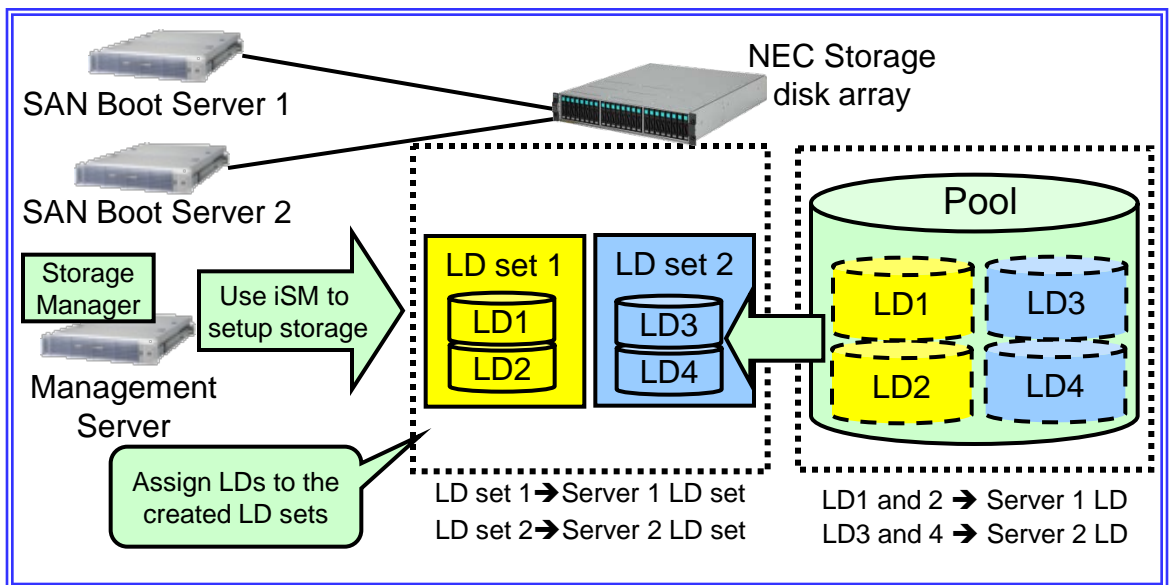 SAN Boot Server 1
NEC Storage
disk array
SAN Boot Server 2
Storage
Manager
Management
Server
Use iSM to
setup storage
LD set 1
LD1
LD2
LD set 2
LD3
LD4
Pool
LD1
LD3
LD2
LD4
Assign LDs to the
created LD sets
LD set 1➔Server 1 LD set
LD set 2➔Server 2 LD set
LD1 and 2 ➔ Server 1 LD
LD3 and 4 ➔ Server 2 LD